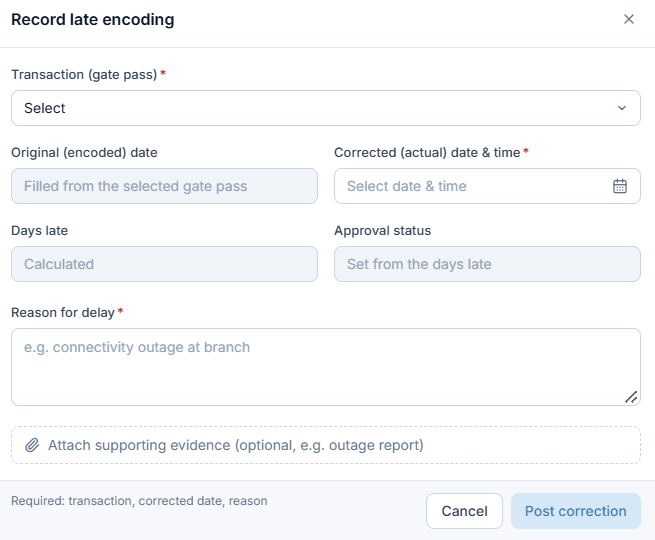 Record late encoding
Transaction (gate pass) *
Select
Original (encoded) date
Corrected (actual) date & time *
Filled from the selected gate pass
Select date & time
Days late
Approval status
Calculated
Set from the days late
Reason for delay *
e.g. connectivity outage at branch
Attach supporting evidence (optional, e.g. outage report)
Required: transaction, corrected date, reason
Cancel
Post correction